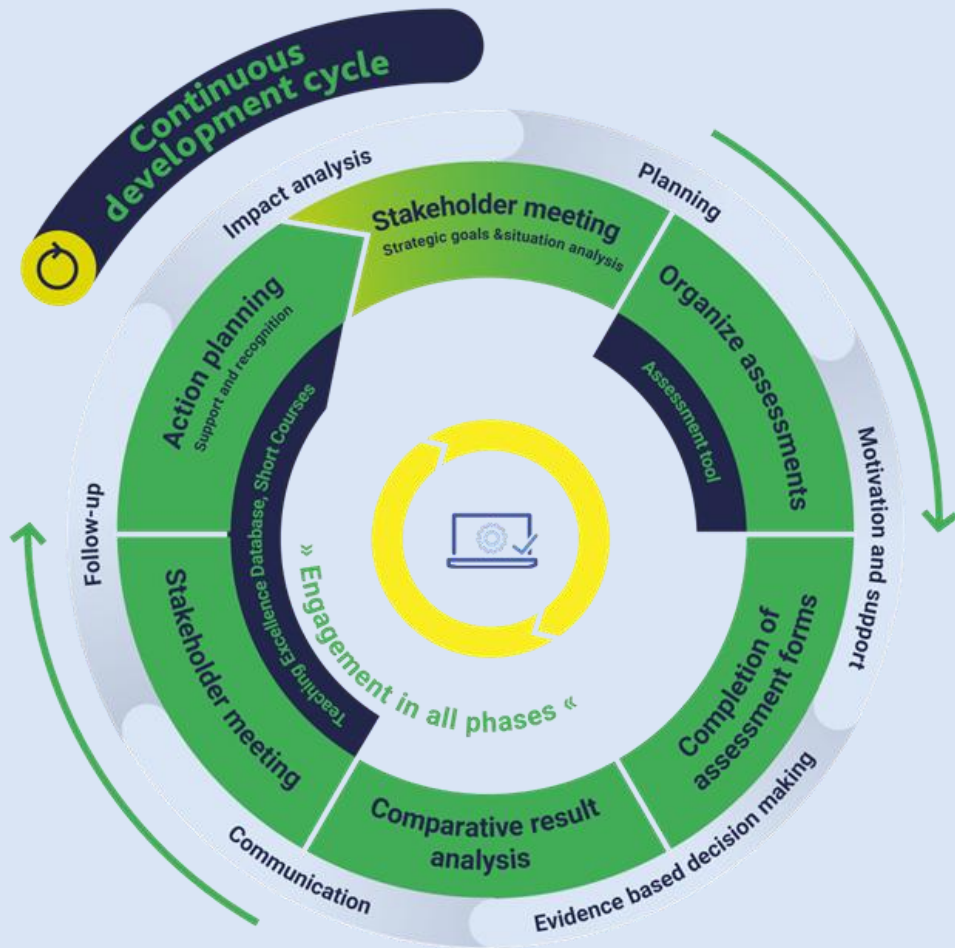 Continuous
development cycle
Impact analysis
Planning
Motivation and support
Evidence based decision making
Communication
Follow-up
Stakeholder meeting
Strategic goals &situation analysis
Organize assessments
Assessment tool
Completion of
assessment forms
Comparative result
analysis
Stakeholder meeting
Action planning
Support and recognition
Teaching Excellence Database, Short Courses
» Engagement in all phases «